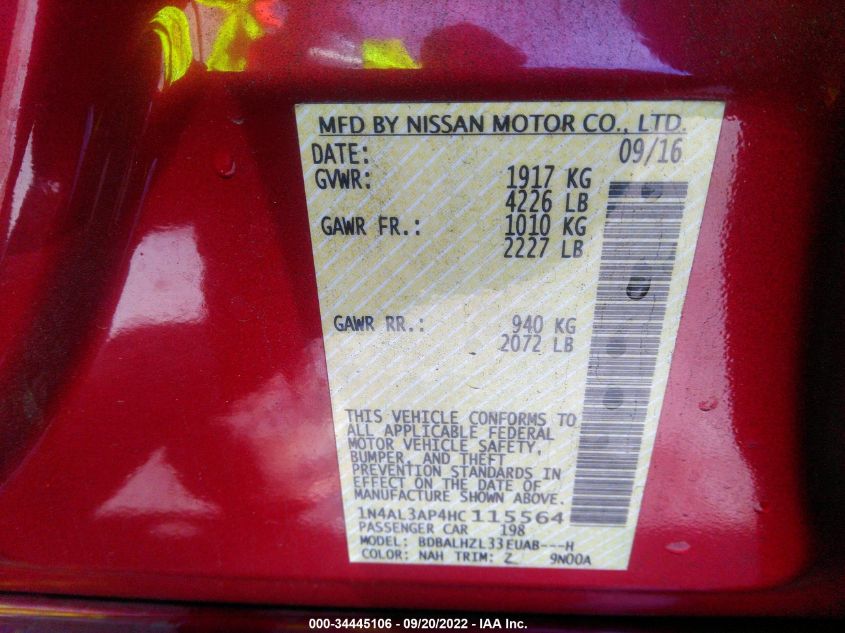 MFD BY NISSAN MOTOR CO., LTD.
DATE: 09/16
GVWR: 1917 KG
4226 LB
GAWR FR.: 1010 KG
2227 LB
GAWR RR.: 940 KG
2072 LB
THIS VEHICLE CONFORMS TO
ALL APPLICABLE FEDERAL
MOTOR VEHICLE SAFETY,
BUMPER, AND THEFT
PREVENTION STANDARDS IN
EFFECT ON THE DATE OF
MANUFACTURE SHOWN ABOVE.
1N4AL3AP4HC115564
PASSENGER CAR 198
MODEL: BDBALHZL33EUAB---H
COLOR: NAH TRIM: Z 9N00A
000-34445106 - 09/20/2022 - IAA Inc.